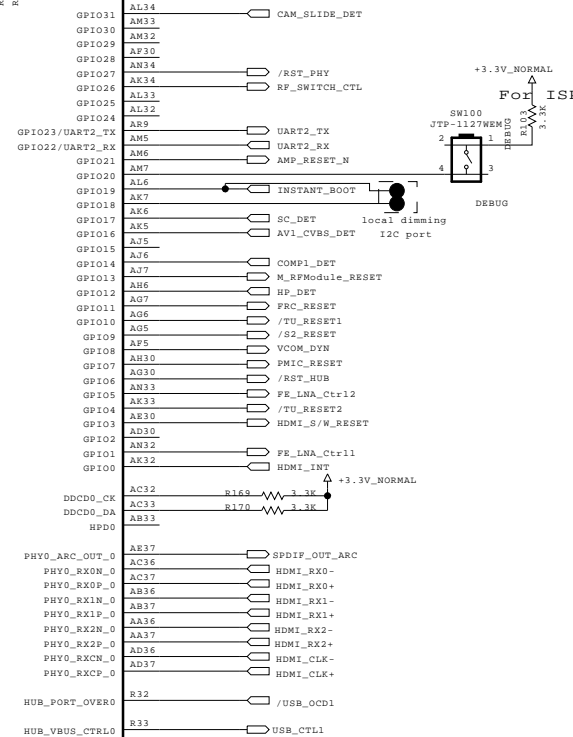 GPIO31 AL34 CAM_SLIDE_DET
GPIO30 AM33
GPIO29 AM32
GPIO28 AF30
GPIO27 AN34 /RST_PHY
GPIO26 AK34 RF_SWITCH_CTL
GPIO25 AL33
GPIO24 AL32
GPIO23/UART2_TX AR9 UART2_TX
GPIO22/UART2_RX AM5 UART2_RX
GPIO21 AM6 AMP_RESET_N
GPIO20 AM7
GPIO19 AL6 INSTANT_BOOT
GPIO18 AK7
GPIO17 AK6 SC_DET
GPIO16 AK5 AV1_CVBS_DET
GPIO15 AJ5
GPIO14 AJ6 COMP1_DET
GPIO13 AJ7 M_RFModule_RESET
GPIO12 AH6 HP_DET
GPIO11 AG7 FRC_RESET
GPIO10 AG6 /TU_RESET1
GPIO9 AG5 /S2_RESET
GPIO8 AF5 VCOM_DYN
GPIO7 AH30 PMIC_RESET
GPIO6 AG30 /RST_HUB
GPIO5 AN33 FE_LNA_Ctrl2
GPIO4 AK33 /TU_RESET2
GPIO3 AE30 HDMI_S/W_RESET
GPIO2 AD30
GPIO1 AN32 FE_LNA_Ctrl1
GPIO0 AK32 HDMI_INT
+3.3V_NORMAL
DDCD0_CK AC32 R169 3.3K
DDCD0_DA AC33 R170 3.3K
HPD0 AB33
PHY0_ARC_OUT_0 AE37 SPDIF_OUT_ARC
PHY0_RX0N_0 AC36 HDMI_RX0-
PHY0_RX0P_0 AC37 HDMI_RX0+
PHY0_RX1N_0 AB36 HDMI_RX1-
PHY0_RX1P_0 AB37 HDMI_RX1+
PHY0_RX2N_0 AA36 HDMI_RX2-
PHY0_RX2P_0 AA37 HDMI_RX2+
PHY0_RXCN_0 AD36 HDMI_CLK-
PHY0_RXCP_0 AD37 HDMI_CLK+
HUB_PORT_OVER0 R32 /USB_OCD1
HUB_VBUS_CTRL0 R33 USB_CTL1
+3.3V_NORMAL
For
SW100
JTP-1127WEM
2 1
4 3
DEBUG
R103
3.3K
DEBUG
local dimming
I2C port